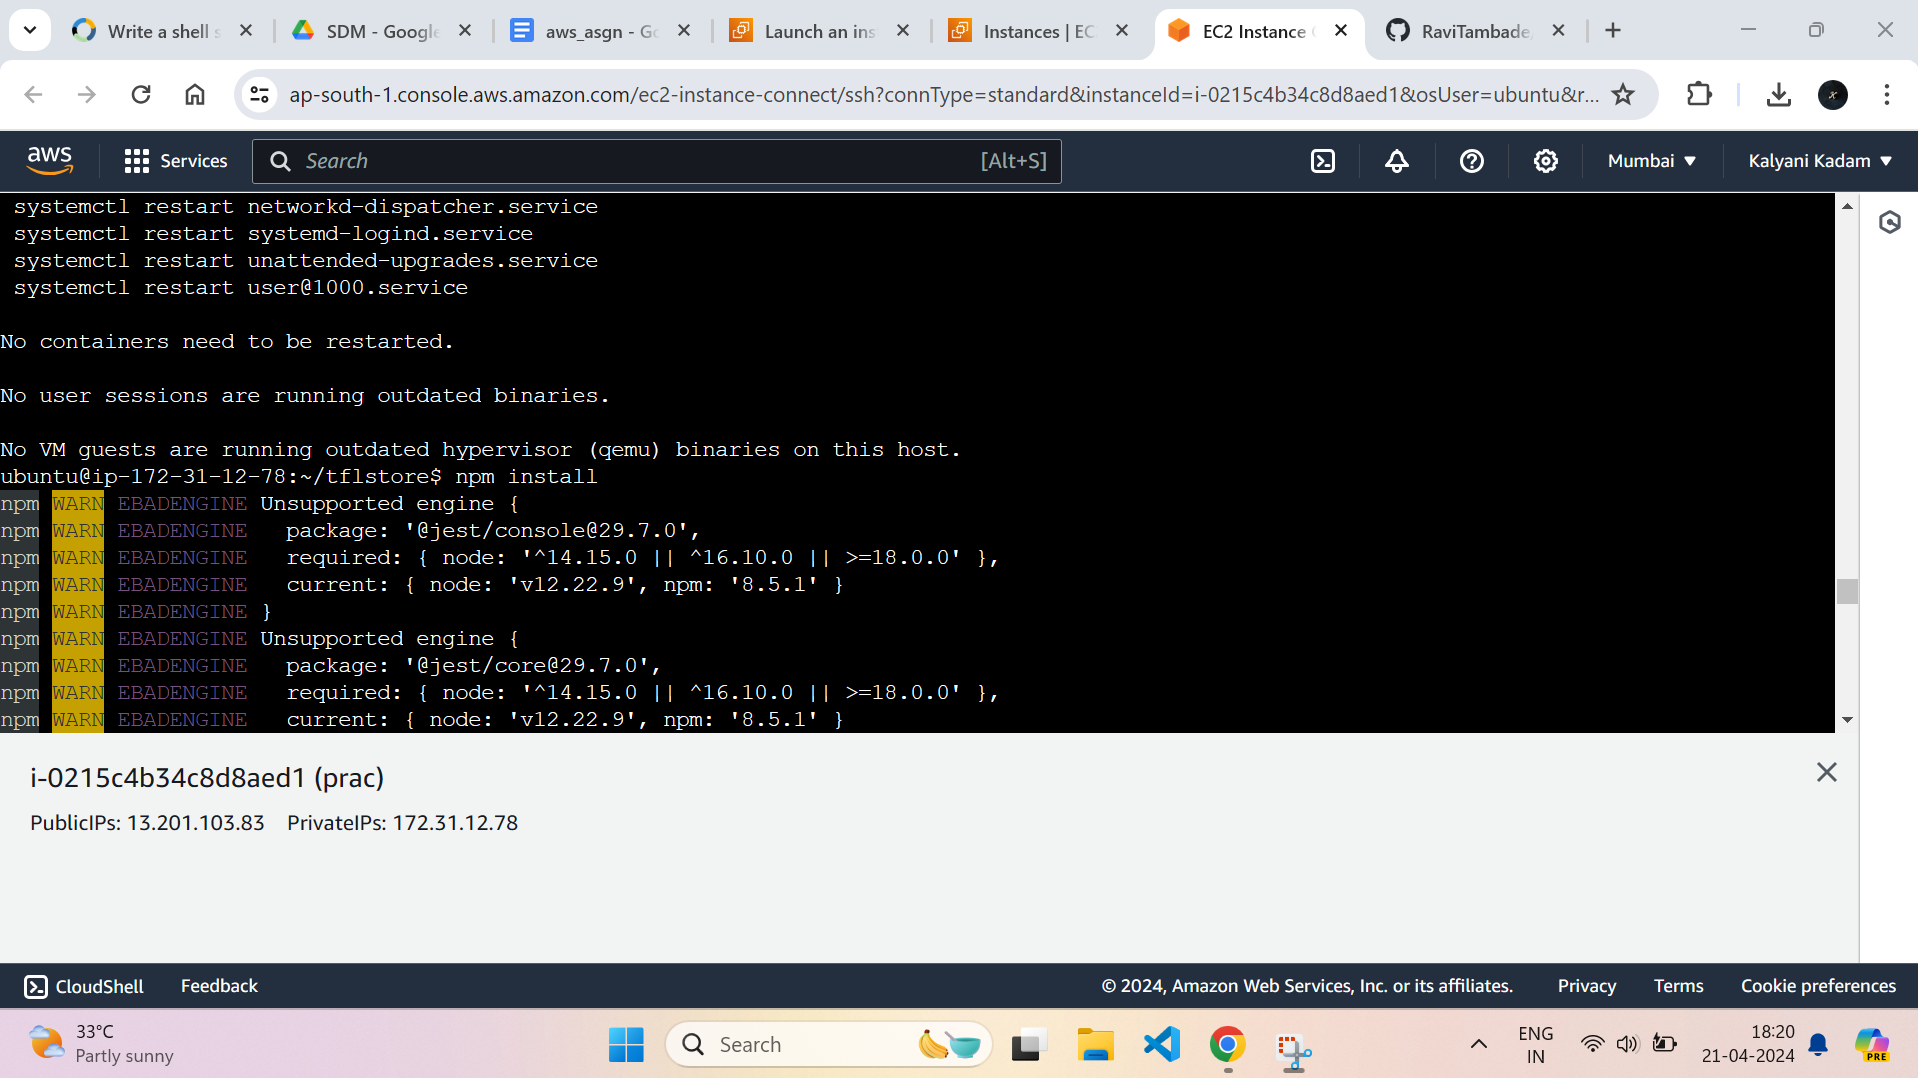 Write a shell s
SDM - Google
aws_asgn - Go
Launch an ins
Instances | EC
EC2 Instance
RaviTambade
ap-south-1.console.aws.amazon.com/ec2-instance-connect/ssh?connType=standard&instanceId=i-0215c4b34c8d8aed1&osUser=ubuntu&r...
aws
Services
Search
[Alt+S]
Mumbai
Kalyani Kadam
systemctl restart networkd-dispatcher.service
systemctl restart systemd-logind.service
systemctl restart unattended-upgrades.service
systemctl restart user@1000.service
No containers need to be restarted.
No user sessions are running outdated binaries.
No VM guests are running outdated hypervisor (qemu) binaries on this host.
ubuntu@ip-172-31-12-78:~/tflstore$ npm install
npm WARN EBADENGINE Unsupported engine {
npm WARN EBADENGINE   package: '@jest/console@29.7.0',
npm WARN EBADENGINE   required: { node: '^14.15.0 || ^16.10.0 || >=18.0.0' },
npm WARN EBADENGINE   current: { node: 'v12.22.9', npm: '8.5.1' }
npm WARN EBADENGINE }
npm WARN EBADENGINE Unsupported engine {
npm WARN EBADENGINE   package: '@jest/core@29.7.0',
npm WARN EBADENGINE   required: { node: '^14.15.0 || ^16.10.0 || >=18.0.0' },
npm WARN EBADENGINE   current: { node: 'v12.22.9', npm: '8.5.1' }
i-0215c4b34c8d8aed1 (prac)
PublicIPs: 13.201.103.83 PrivateIPs: 172.31.12.78
CloudShell
Feedback
© 2024, Amazon Web Services, Inc. or its affiliates.
Privacy
Terms
Cookie preferences
33°C
Partly sunny
Search
ENG
IN
18:20
21-04-2024
PRE